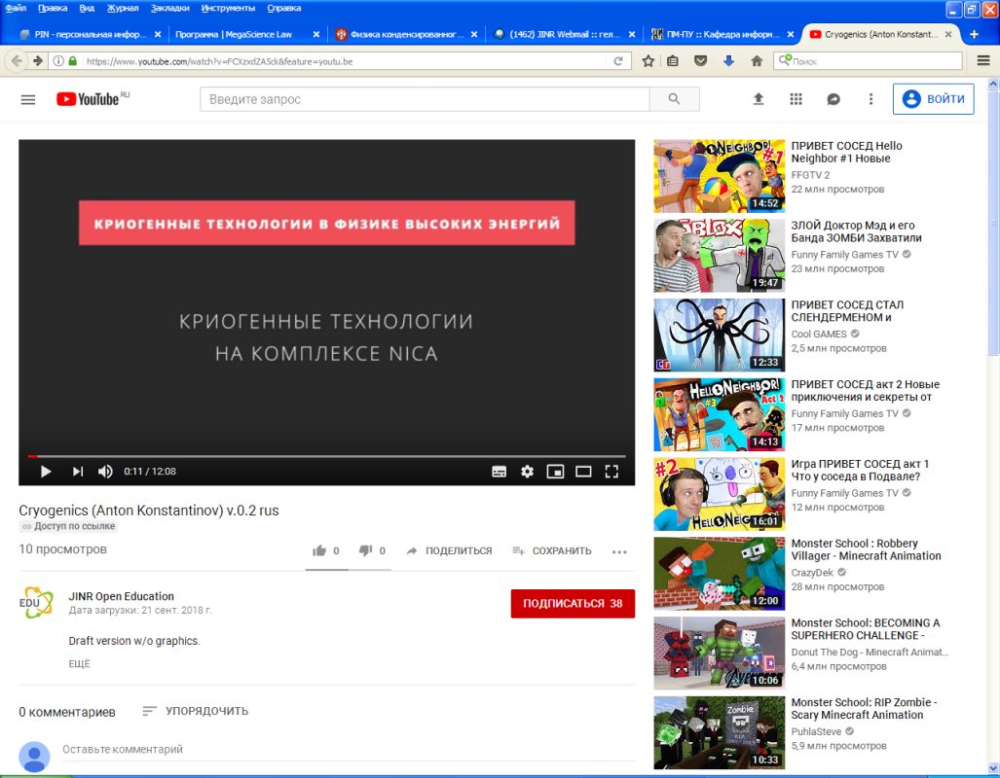 Файл Правка Вид Журнал Закладки Инструменты Справка
PIN - персональная инфор... Программа | MegaScience Law Физика конденсированног... (1462) JINR Webmail :: гел... ПМ-ПУ :: Кафедра информ... Cryogenics (Anton Konstant...
https://www.youtube.com/watch?v=FCXzxdZA5ck&feature=youtu.be
Поиск
YouTube RU
Введите запрос
ВОЙТИ
КРИОГЕННЫЕ ТЕХНОЛОГИИ В ФИЗИКЕ ВЫСОКИХ ЭНЕРГИЙ
КРИОГЕННЫЕ ТЕХНОЛОГИИ
НА КОМПЛЕКСЕ NICA
0:11 / 12:08
Cryogenics (Anton Konstantinov) v.0.2 rus
Доступ по ссылке
10 просмотров
0 0 ПОДЕЛИТЬСЯ СОХРАНИТЬ
EDU
JINR Open Education
Дата загрузки: 21 сент. 2018 г.
ПОДПИСАТЬСЯ 38
Draft version w/o graphics.
ЕЩЁ
0 комментариев УПОРЯДОЧИТЬ
Оставьте комментарий
#1
14:52
ПРИВЕТ СОСЕД Hello
Neighbor #1 Новые
FFGTV 2
22 млн просмотров
19:47
ЗЛОЙ Доктор Мэд и его
Банда ЗОМБИ Захватили
Funny Family Games TV
23 млн просмотров
CG
12:33
ПРИВЕТ СОСЕД СТАЛ
СЛЕНДЕРМЕНОМ и
Cool GAMES
2,5 млн просмотров
HELLO NEIGHBOR!
Act 2
#3
14:13
ПРИВЕТ СОСЕД акт 2 Новые
приключения и секреты от
Funny Family Games TV
17 млн просмотров
#2
HELLO NEIGHBOR!
16:01
Игра ПРИВЕТ СОСЕД акт 1
Что у соседа в Подвале?
Funny Family Games TV
12 млн просмотров
12:00
Monster School : Robbery
Villager - Minecraft Animation
CrazyDek
28 млн просмотров
10:06
Monster School: BECOMING A
SUPERHERO CHALLENGE -
Donut The Dog - Minecraft Animat...
6,4 млн просмотров
Zombie
10:33
Monster School: RIP Zombie -
Scary Minecraft Animation
PuhlaSteve
5,9 млн просмотров